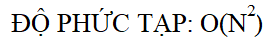 ĐỘ PHỨC TẠP: O(N²)